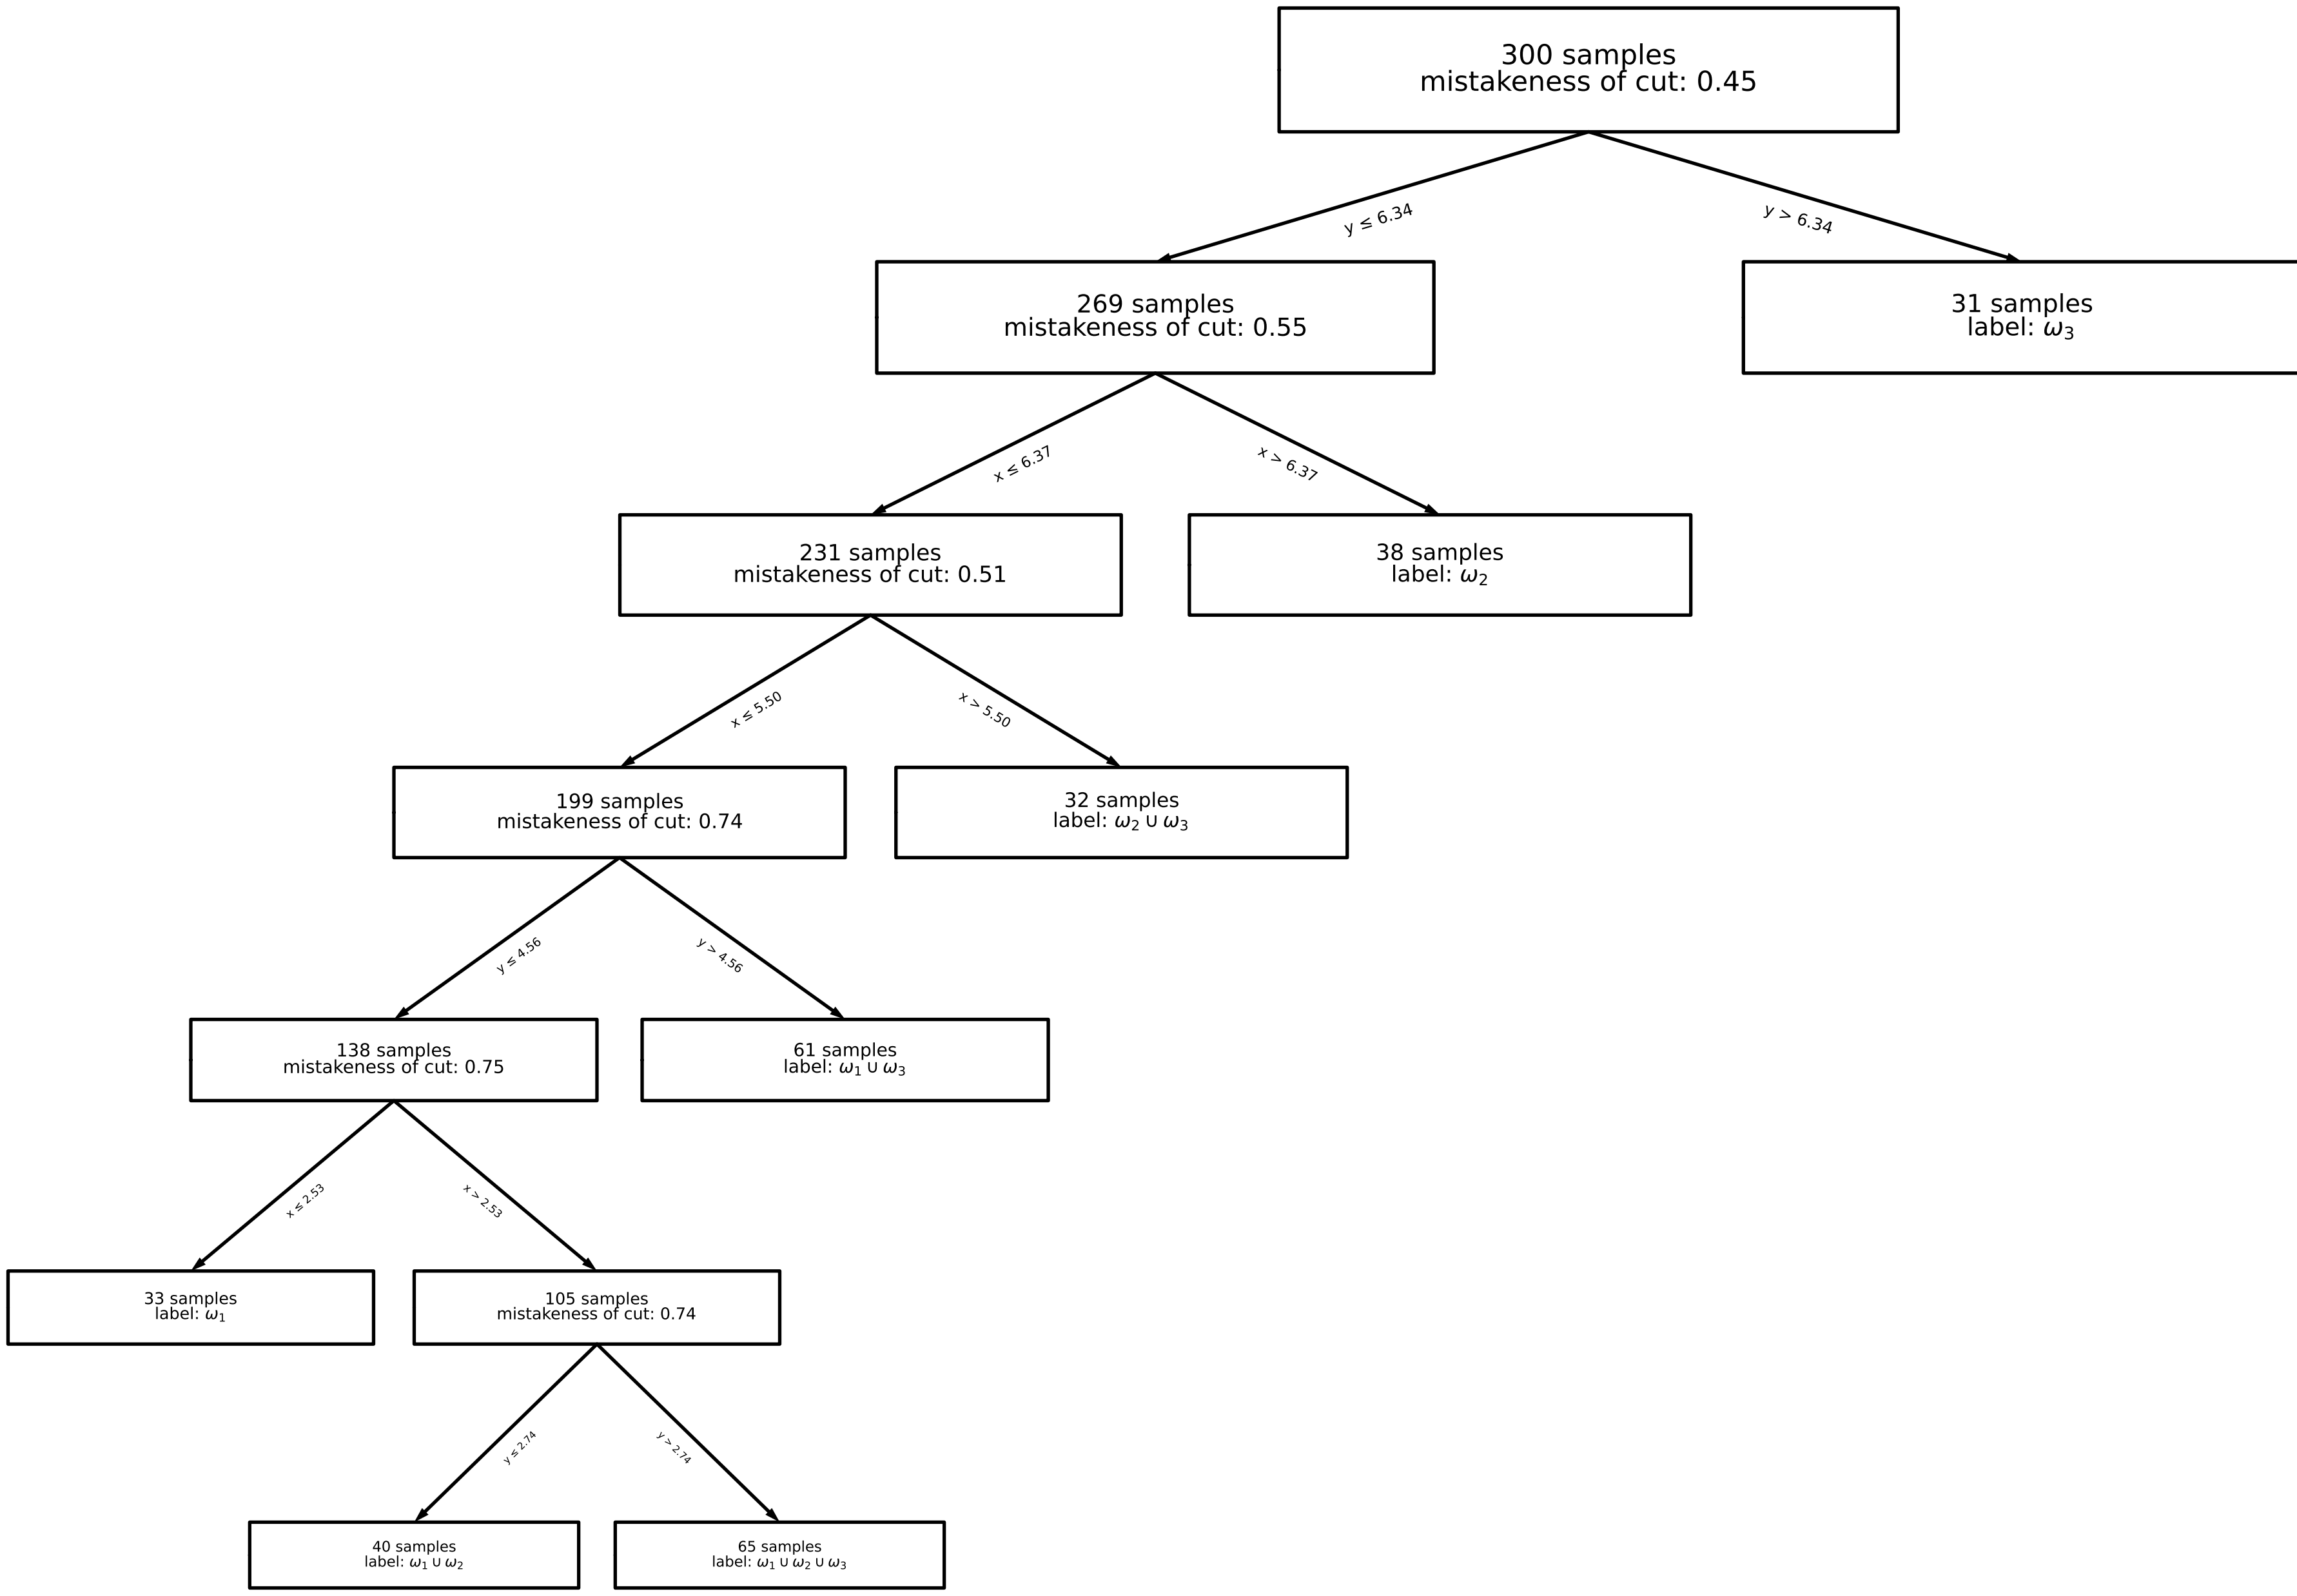 300 samples
mistakeness of cut: 0.45
y ≤ 6.34
y > 6.34
269 samples
mistakeness of cut: 0.55
31 samples
label: ω₃
x ≤ 6.37
x > 6.37
231 samples
mistakeness of cut: 0.51
38 samples
label: ω₂
x ≤ 5.50
x > 5.50
199 samples
mistakeness of cut: 0.74
32 samples
label: ω₂ ∪ ω₃
y ≤ 4.56
y > 4.56
138 samples
mistakeness of cut: 0.75
61 samples
label: ω₁ ∪ ω₃
x ≤ 2.53
x > 2.53
33 samples
label: ω₁
105 samples
mistakeness of cut: 0.74
y ≤ 2.74
y > 2.74
40 samples
label: ω₁ ∪ ω₂
65 samples
label: ω₁ ∪ ω₂ ∪ ω₃